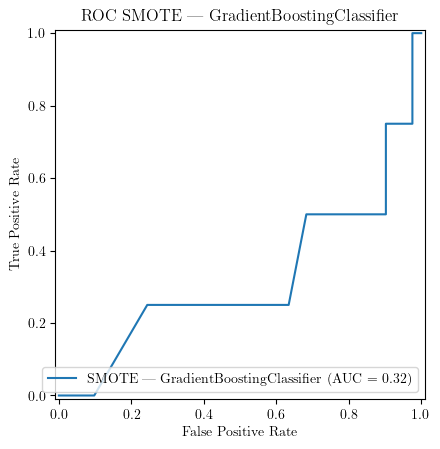 ROC SMOTE — GradientBoostingClassifier
1.0
0.8
0.6
0.4
0.2
0.0
True Positive Rate
SMOTE — GradientBoostingClassifier (AUC = 0.32)
0.0 0.2 0.4 0.6 0.8 1.0
False Positive Rate